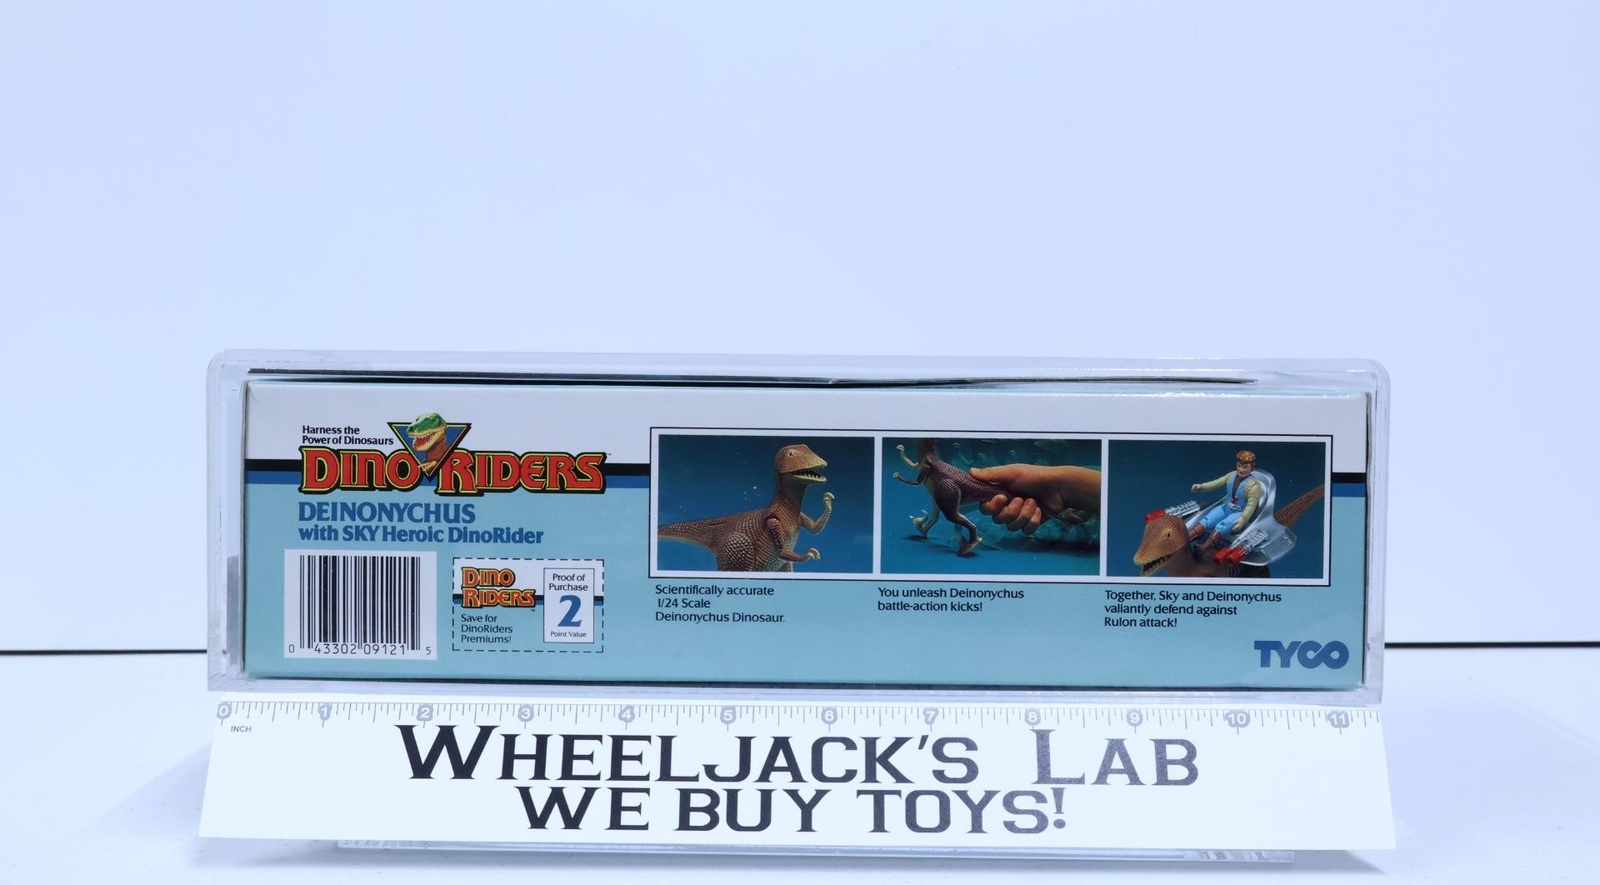 Harness the
Power of Dinosaurs
DINO RIDERS™
DEINONYCHUS
with SKY Heroic DinoRider
0 43302 09121 5
DINO
RIDERS™
Save for
DinoRiders
Premiums!
Proof of
Purchase
2
Point Value
Scientifically accurate
1/24 Scale
Deinonychus Dinosaur.
You unleash Deinonychus
battle-action kicks!
Together, Sky and Deinonychus
valiantly defend against
Rulon attack!
TYCO
0 1 2 3 4 5 6 7 8 9 10 11
INCH
WHEELJACK'S LAB
WE BUY TOYS!